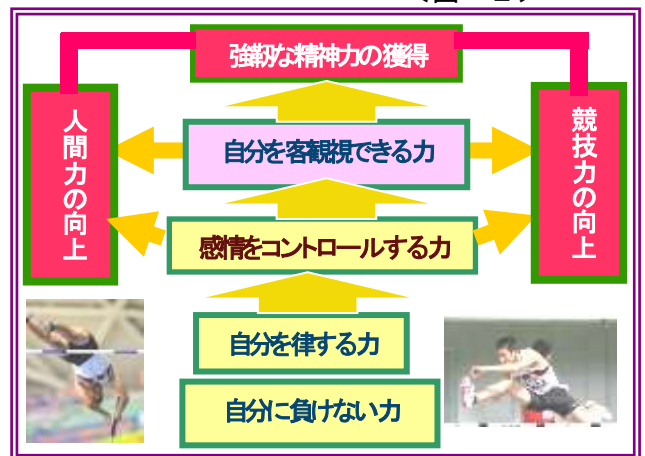 強靭な精神力の獲得
人間力の向上
競技力の向上
自分を客観視できる力
感情をコントロールする力
自分を律する力
自分に負けない力